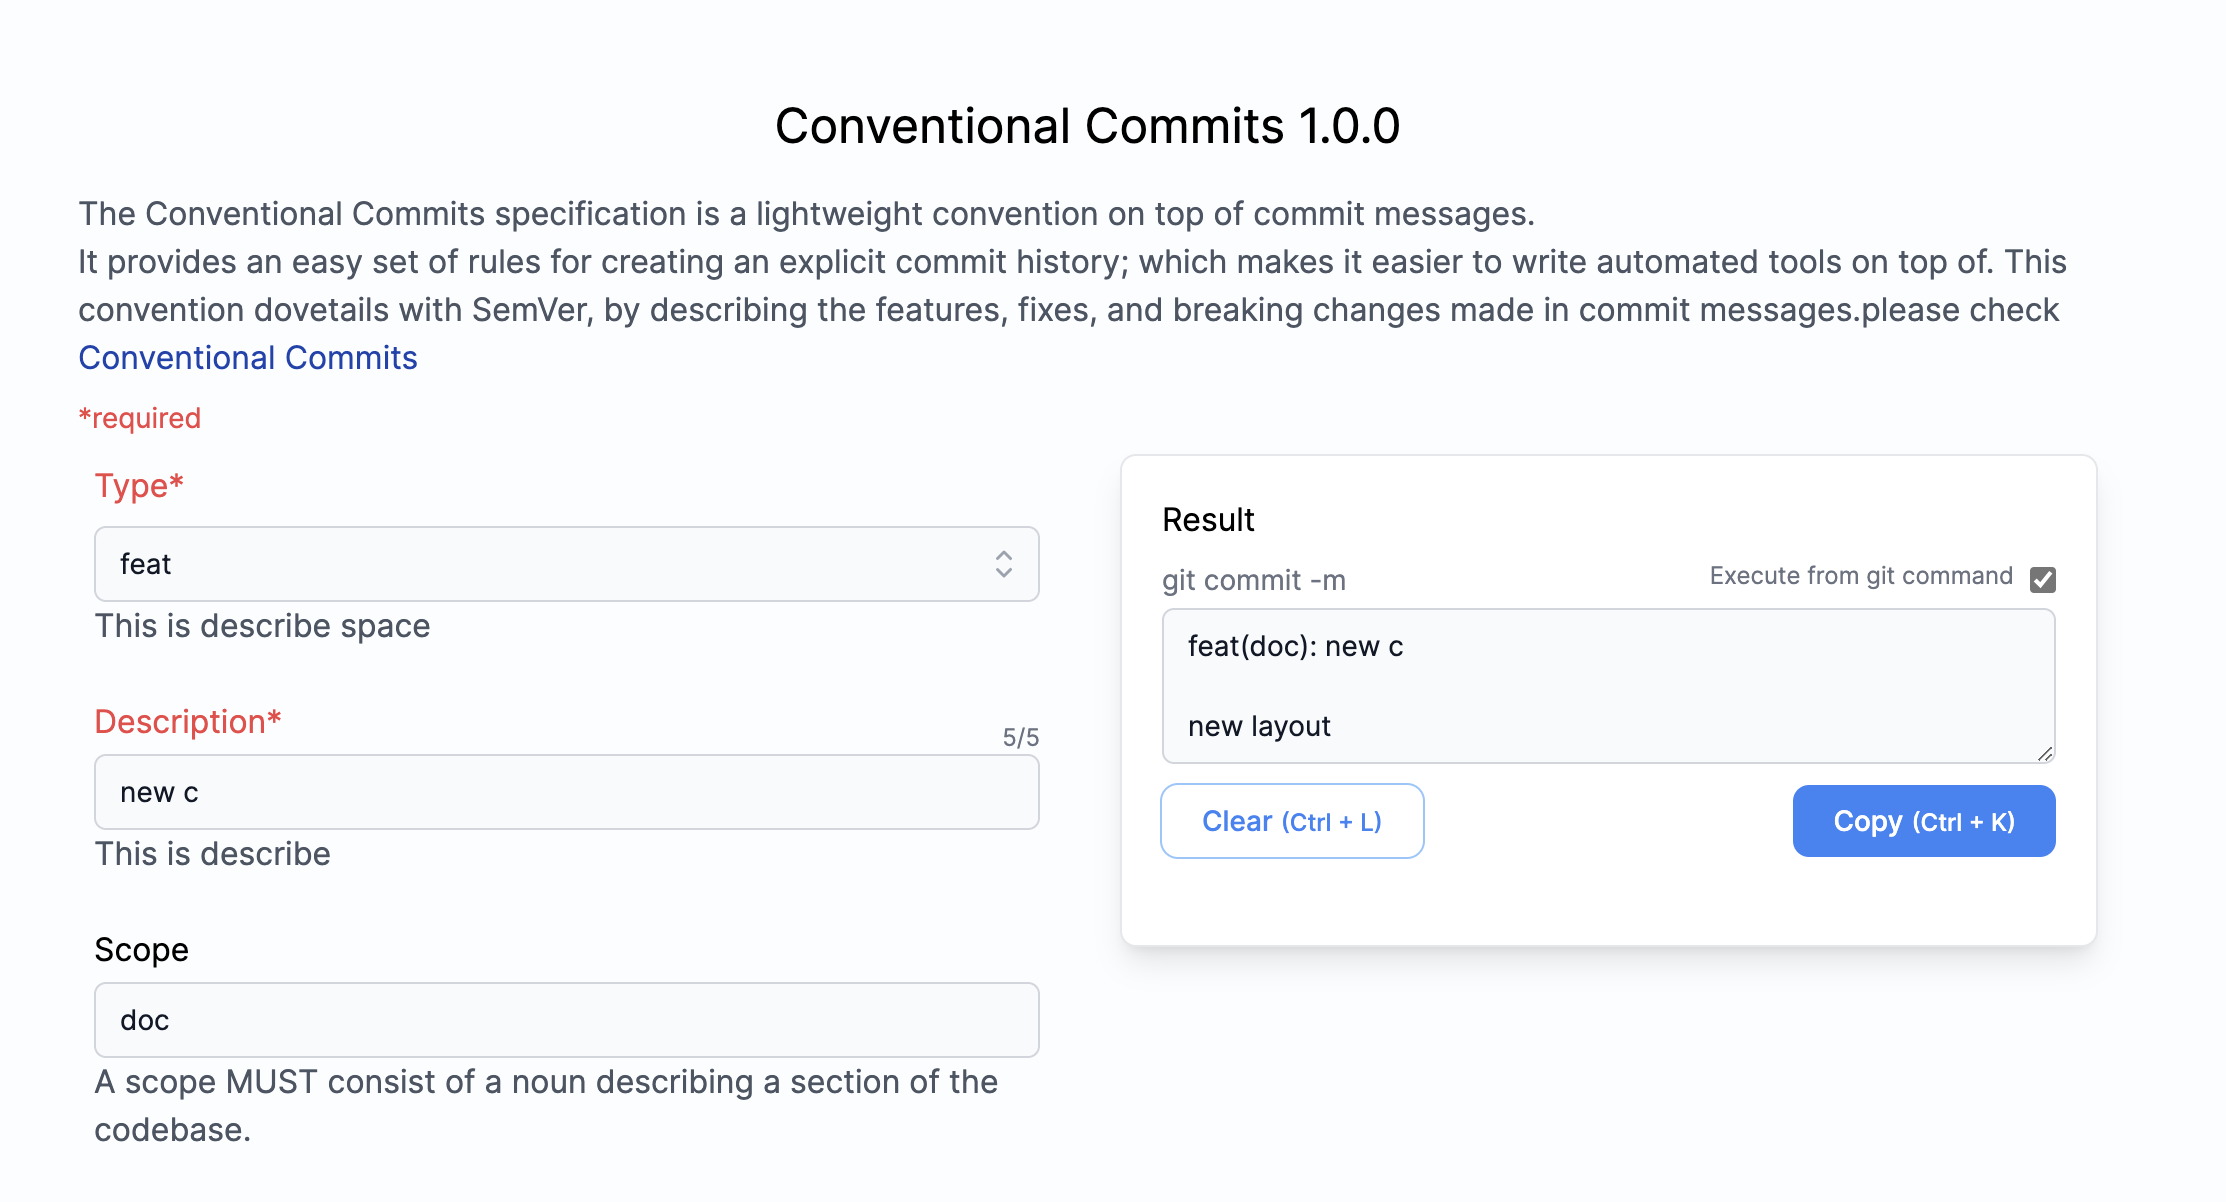 Conventional Commits 1.0.0
The Conventional Commits specification is a lightweight convention on top of commit messages.
It provides an easy set of rules for creating an explicit commit history; which makes it easier to write automated tools on top of. This
convention dovetails with SemVer, by describing the features, fixes, and breaking changes made in commit messages.please check
Conventional Commits
*required
Type*
feat
This is describe space
Description*
5/5
new c
This is describe
Scope
doc
A scope MUST consist of a noun describing a section of the
codebase.
Result
git commit -m
Execute from git command
feat(doc): new c
new layout
Clear (Ctrl + L)
Copy (Ctrl + K)